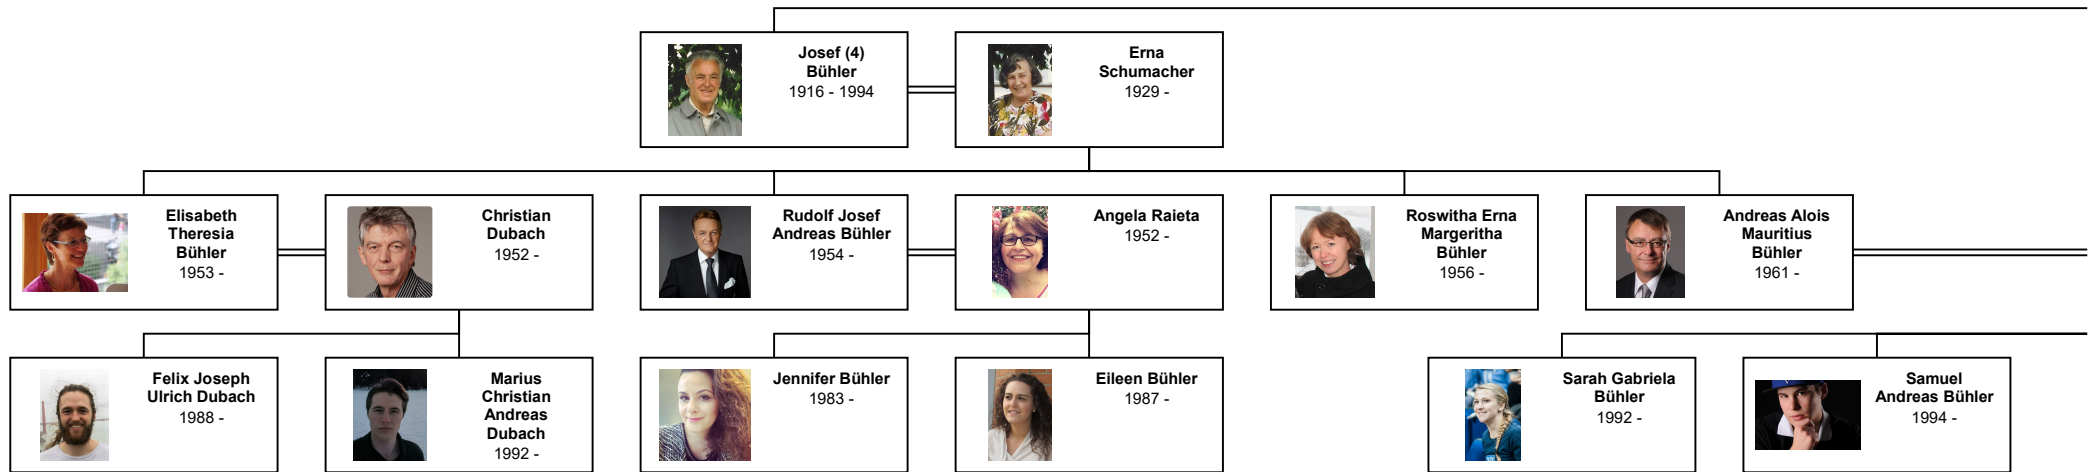 Josef (4)
Bühler
1916 - 1994
Erna
Schumacher
1929 -
Elisabeth
Theresia
Bühler
1953 -
Christian
Dubach
1952 -
Rudolf Josef
Andreas Bühler
1954 -
Angela Raieta
1952 -
Roswitha Erna
Margeritha
Bühler
1956 -
Andreas Alois
Mauritius
Bühler
1961 -
Felix Joseph
Ulrich Dubach
1988 -
Marius
Christian
Andreas
Dubach
1992 -
Jennifer Bühler
1983 -
Eileen Bühler
1987 -
Sarah Gabriela
Bühler
1992 -
Samuel
Andreas Bühler
1994 -